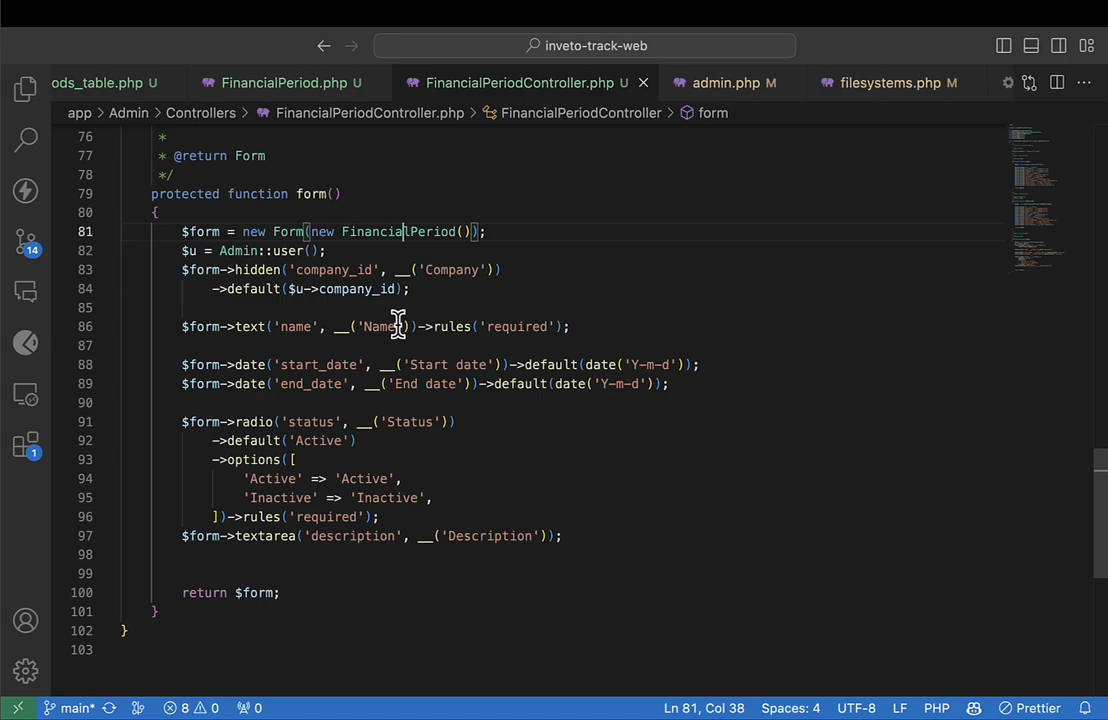 inveto-track-web
ods_table.php U FinancialPeriod.php U FinancialPeriodController.php U admin.php M filesystems.php M
app > Admin > Controllers > FinancialPeriodController.php > FinancialPeriodController > form
76 *
77 * @return Form
78 */
79 protected function form()
80 {
81 $form = new Form(new FinancialPeriod());
82 $u = Admin::user();
83 $form->hidden('company_id', __('Company'))
84 ->default($u->company_id);
85
86 $form->text('name', __('Name'))->rules('required');
87
88 $form->date('start_date', __('Start date'))->default(date('Y-m-d'));
89 $form->date('end_date', __('End date'))->default(date('Y-m-d'));
90
91 $form->radio('status', __('Status'))
92 ->default('Active')
93 ->options([
94 'Active' => 'Active',
95 'Inactive' => 'Inactive',
96 ])->rules('required');
97 $form->textarea('description', __('Description'));
98
99
100 return $form;
101 }
102 }
103
14
1
main* 8 0 0 Ln 81, Col 38 Spaces: 4 UTF-8 LF PHP Prettier